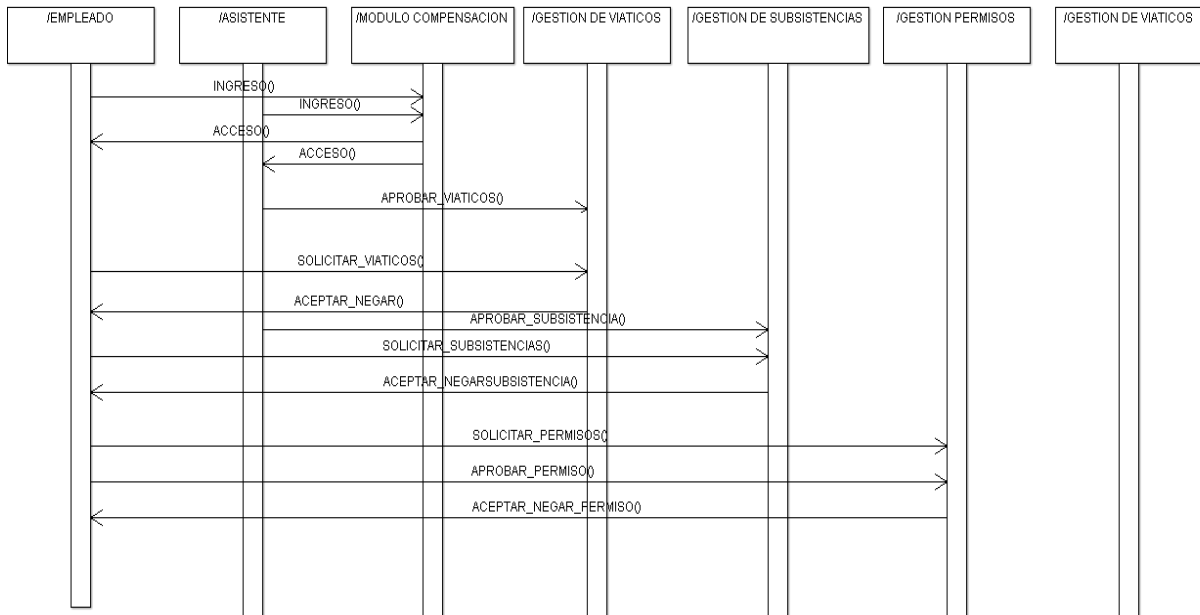 /EMPLEADO
/ASISTENTE
/MODULO COMPENSACION
/GESTION DE VIATICOS
/GESTION DE SUBSISTENCIAS
/GESTION PERMISOS
/GESTION DE VIATICOS
INGRESO()
INGRESO()
ACCESO()
ACCESO()
APROBAR_VIATICOS()
SOLICITAR_VIATICOS()
ACEPTAR_NEGAR()
APROBAR_SUBSISTENCIA()
SOLICITAR_SUBSISTENCIAS()
ACEPTAR_NEGARSUBSISTENCIA()
SOLICITAR_PERMISOS()
APROBAR_PERMISO()
ACEPTAR_NEGAR_PERMISO()